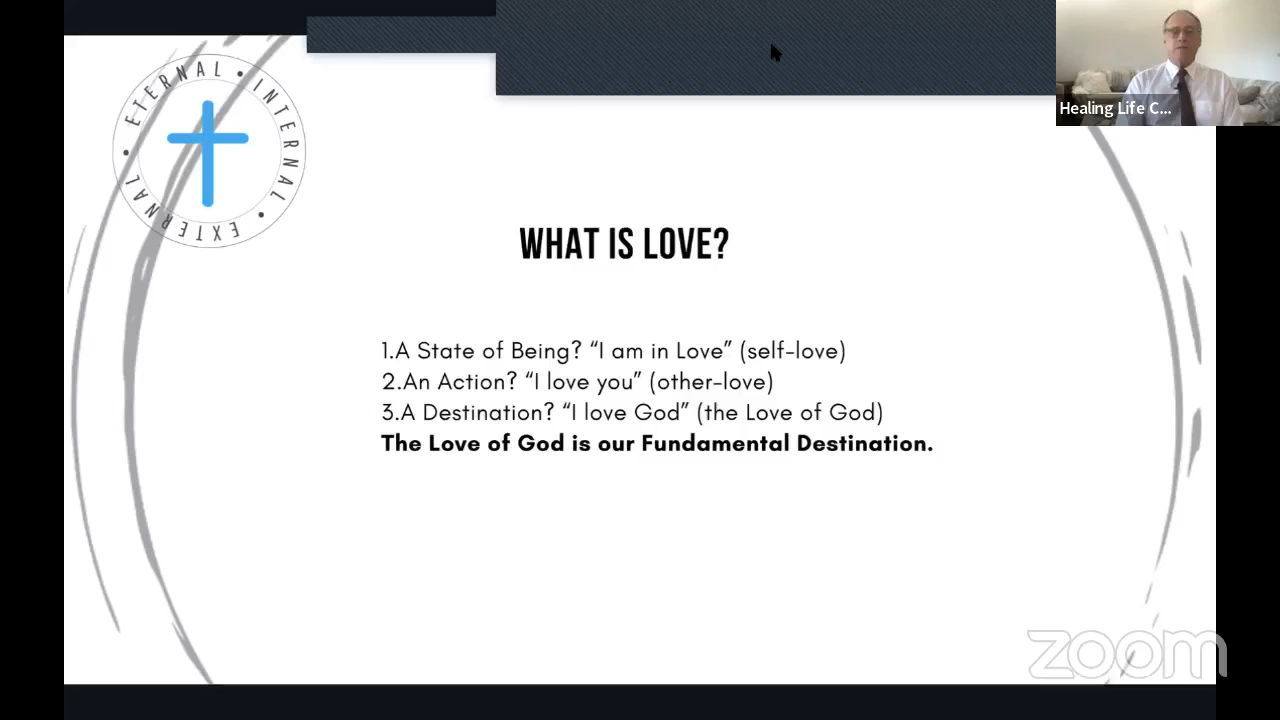 ETERNAL • INTERNAL • EXTERNAL •
Healing Life C...
WHAT IS LOVE?
1.A State of Being? “I am in Love” (self-love)
2.An Action? “I love you” (other-love)
3.A Destination? “I love God” (the Love of God)
The Love of God is our Fundamental Destination.
zoom